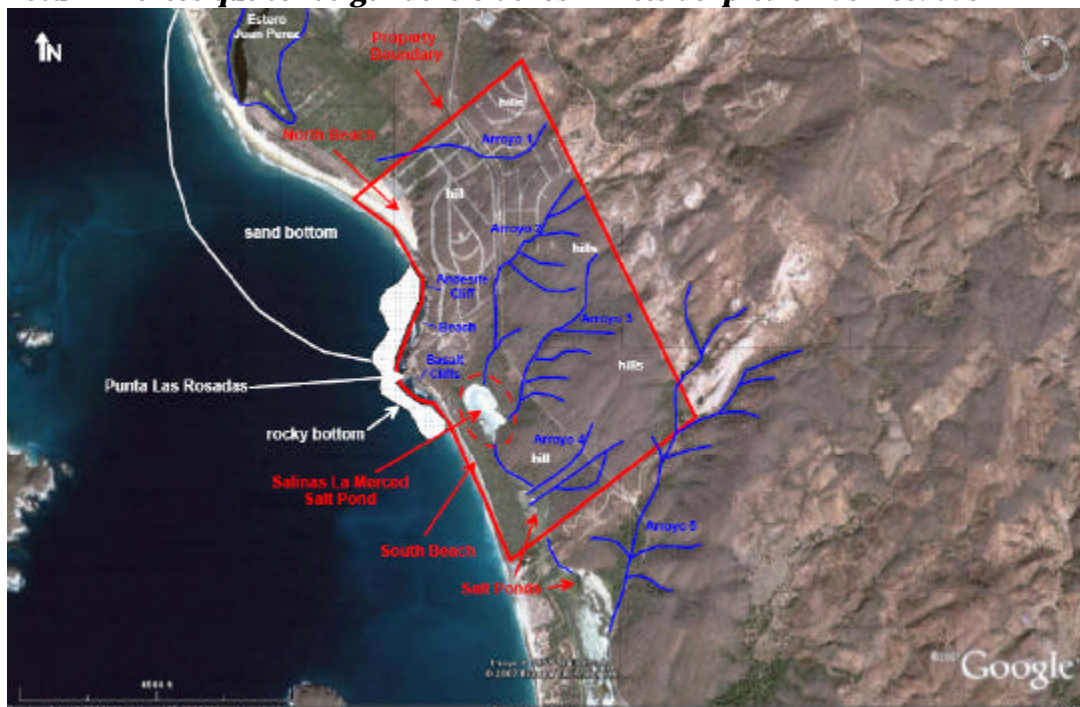 Estero
Juan Perez
N
Property
Boundary
hills
North Beach
Arroyo 1
hill
sand bottom
Arroyo 2
hills
Andesite
Cliff
Arroyo 3
Beach
Basalt
Cliffs
hills
Punta Las Rosadas
rocky bottom
Arroyo 4
hill
Salinas La Merced
Salt Pond
Arroyo 5
South Beach
Salt Ponds
©2007 Google